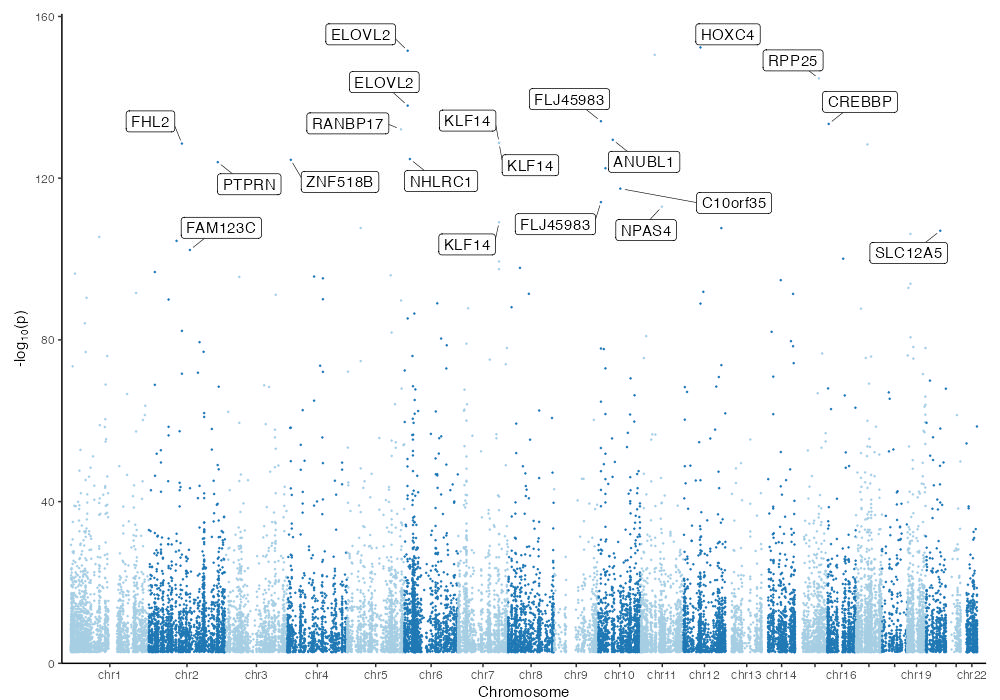 160
ELOVL2
HOXC4
RPP25
ELOVL2
FLJ45983
CREBBP
FHL2
RANBP17
KLF14
120
PTPRN
ZNF518B
NHLRC1
KLF14
ANUBL1
C10orf35
FAM123C
KLF14
FLJ45983
NPAS4
SLC12A5
80
-log10(p)
40
0
chr1 chr2 chr3 chr4 chr5 chr6 chr7 chr8 chr9 chr10 chr11 chr12 chr13 chr14 chr16 chr19 chr22
Chromosome